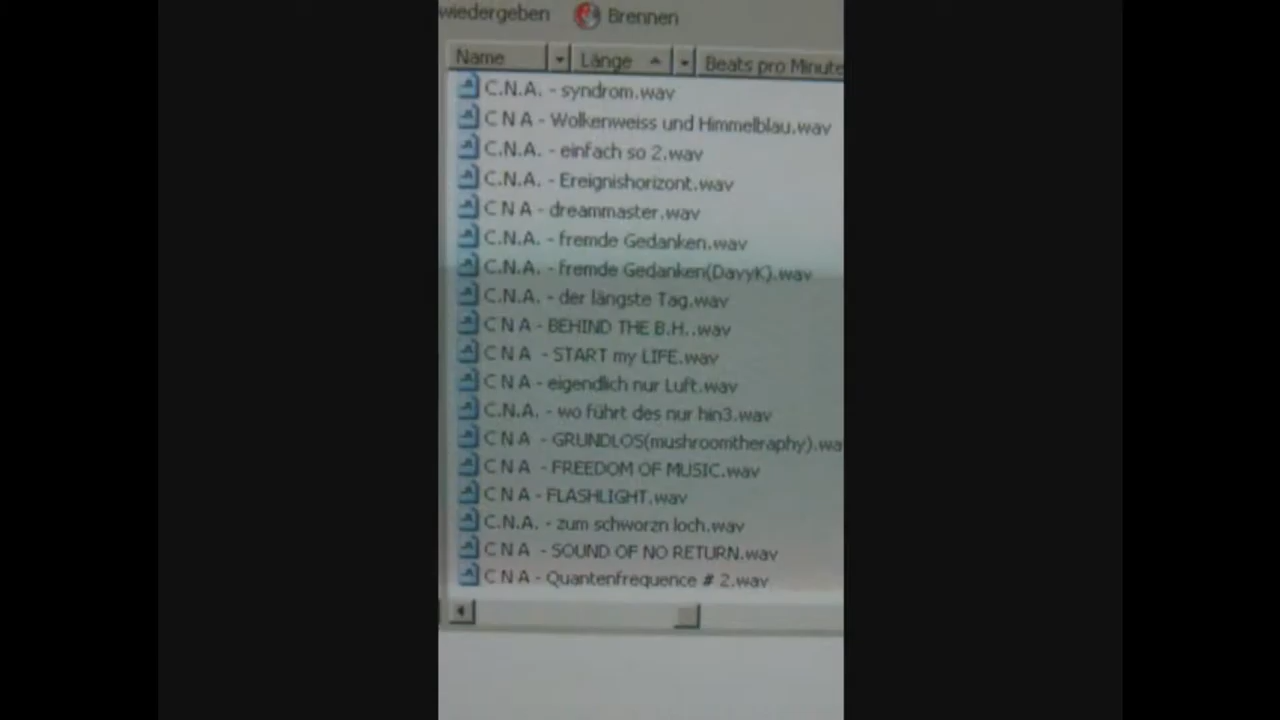 wiedergeben Brennen
Name Länge Beats pro Minute
C.N.A. - syndrom.wav
C N A - Wolkenweiss und Himmelblau.wav
C.N.A. - einfach so 2.wav
C.N.A. - Ereignishorizont.wav
C N A - dreammaster.wav
C.N.A. - fremde Gedanken.wav
C.N.A. - fremde Gedanken(DavyK).wav
C.N.A. - der längste Tag.wav
C N A - BEHIND THE B.H..wav
C N A - START my LIFE.wav
C N A - eigendlich nur Luft.wav
C.N.A. - wo führt des nur hin3.wav
C N A - GRUNDLOS(mushroomtheraphy).wa
C N A - FREEDOM OF MUSIC.wav
C N A - FLASHLIGHT.wav
C.N.A. - zum schworzn loch.wav
C N A - SOUND OF NO RETURN.wav
C N A - Quantenfrequence # 2.wav